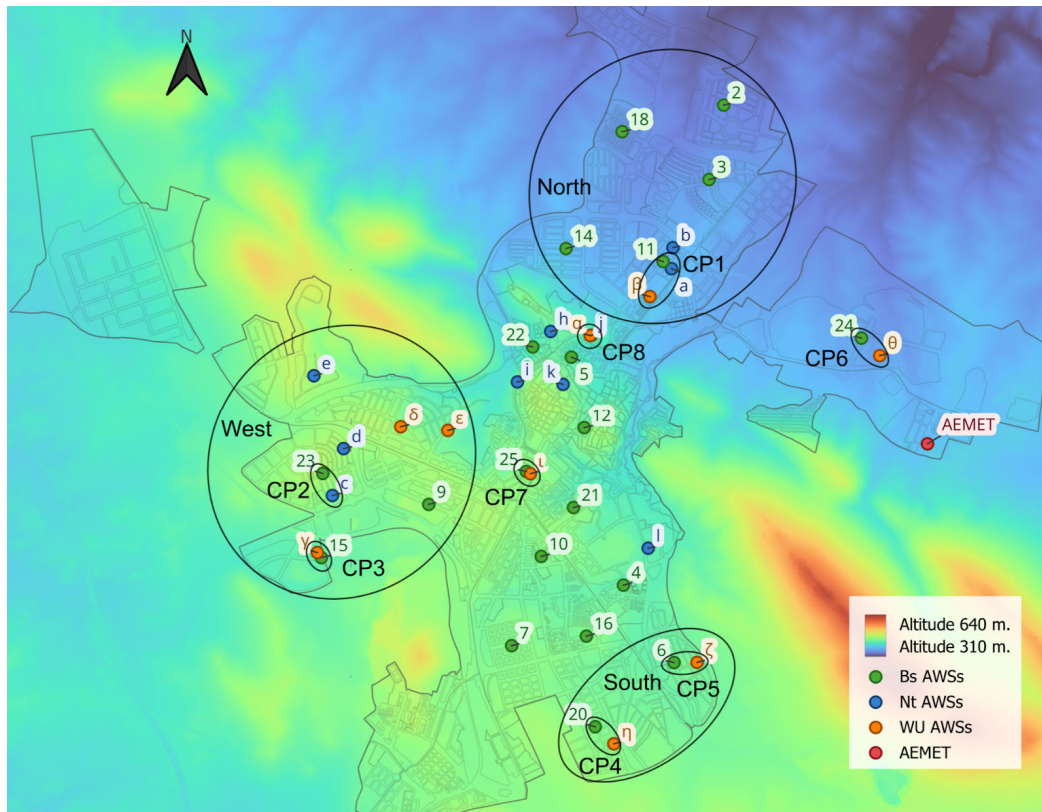 N
2
18
3
North
b
14
11
CP1
β
a
h
α
j
22
CP8
24
θ
CP6
5
e
i
k
δ
ε
12
AEMET
West
d
23
25
ι
CP2
c
9
CP7
21
γ
15
CP3
10
l
4
16
7
6
ζ
South
CP5
20
η
CP4
Altitude 640 m.
Altitude 310 m.
Bs AWSs
Nt AWSs
WU AWSs
AEMET